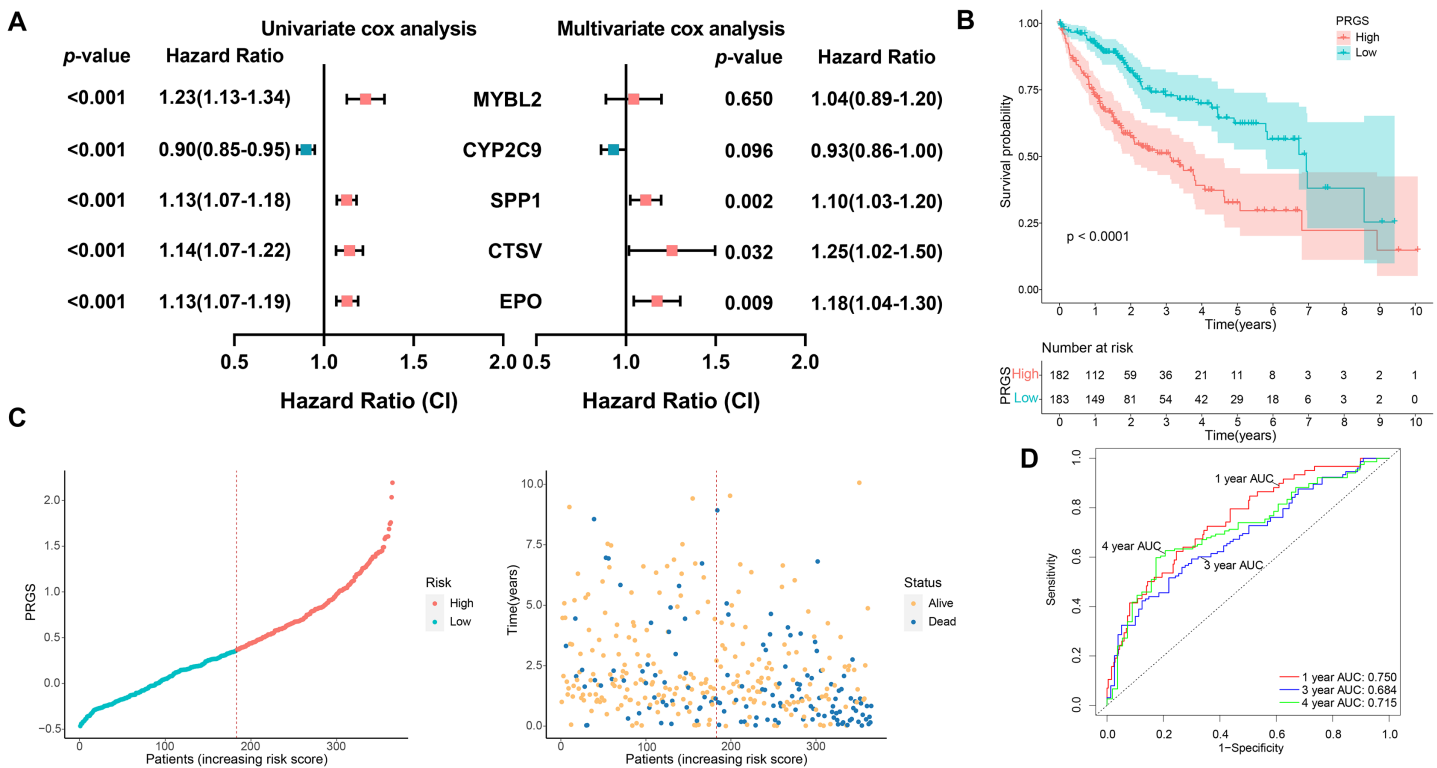 A
Univariate cox analysis
Multivariate cox analysis
p-value
Hazard Ratio
p-value
Hazard Ratio
<0.001 1.23(1.13-1.34) MYBL2 0.650 1.04(0.89-1.20)
<0.001 0.90(0.85-0.95) CYP2C9 0.096 0.93(0.86-1.00)
<0.001 1.13(1.07-1.18) SPP1 0.002 1.10(1.03-1.20)
<0.001 1.14(1.07-1.22) CTSV 0.032 1.25(1.02-1.50)
<0.001 1.13(1.07-1.19) EPO 0.009 1.18(1.04-1.30)
0.5 1.0 1.5 2.0 0.5 1.0 1.5 2.0
Hazard Ratio (CI)
Hazard Ratio (CI)
B
PRGS
High
Low
Survival probability
1.00
0.75
0.50
0.25
0.00
p < 0.0001
0 1 2 3 4 5 6 7 8 9 10
Time(years)
Number at risk
PRGS
High 182 112 59 36 21 11 8 3 3 2 1
Low 183 149 81 54 42 29 18 6 3 2 0
0 1 2 3 4 5 6 7 8 9 10
Time(years)
C
PRGS
2.0
1.5
1.0
0.5
0.0
−0.5
0 100 200 300
Patients (increasing risk score)
Risk
High
Low
Time(years)
10.0
7.5
5.0
2.5
0.0
0 100 200 300
Patients (increasing risk score)
Status
Alive
Dead
D
Sensitivity
1.0
0.8
0.6
0.4
0.2
0.0
1 year AUC
4 year AUC
3 year AUC
1 year AUC: 0.750
3 year AUC: 0.684
4 year AUC: 0.715
0.0 0.2 0.4 0.6 0.8 1.0
1−Specificity